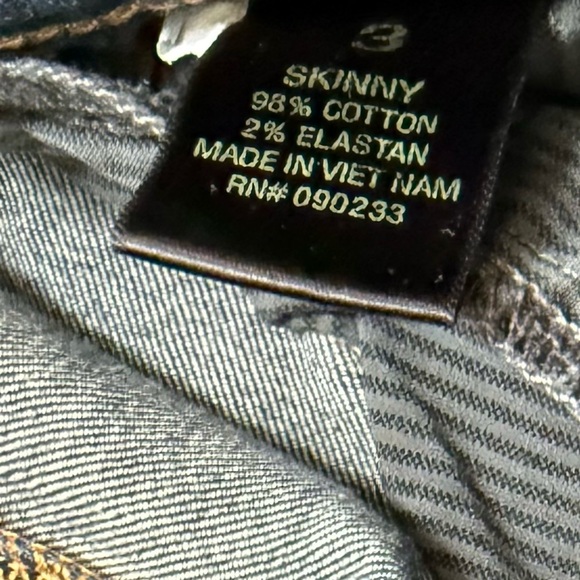 3
SKINNY
98% COTTON
2% ELASTAN
MADE IN VIET NAM
RN# 090233